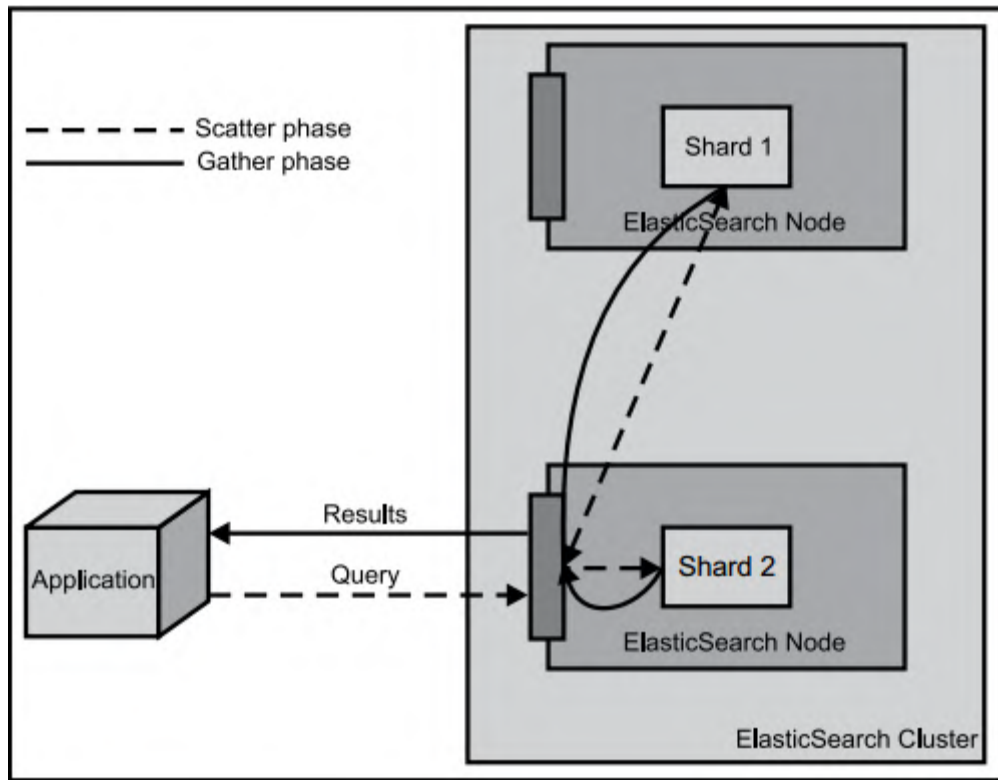 Scatter phase
Gather phase
Shard 1
ElasticSearch Node
Results
Application
Query
Shard 2
ElasticSearch Node
ElasticSearch Cluster